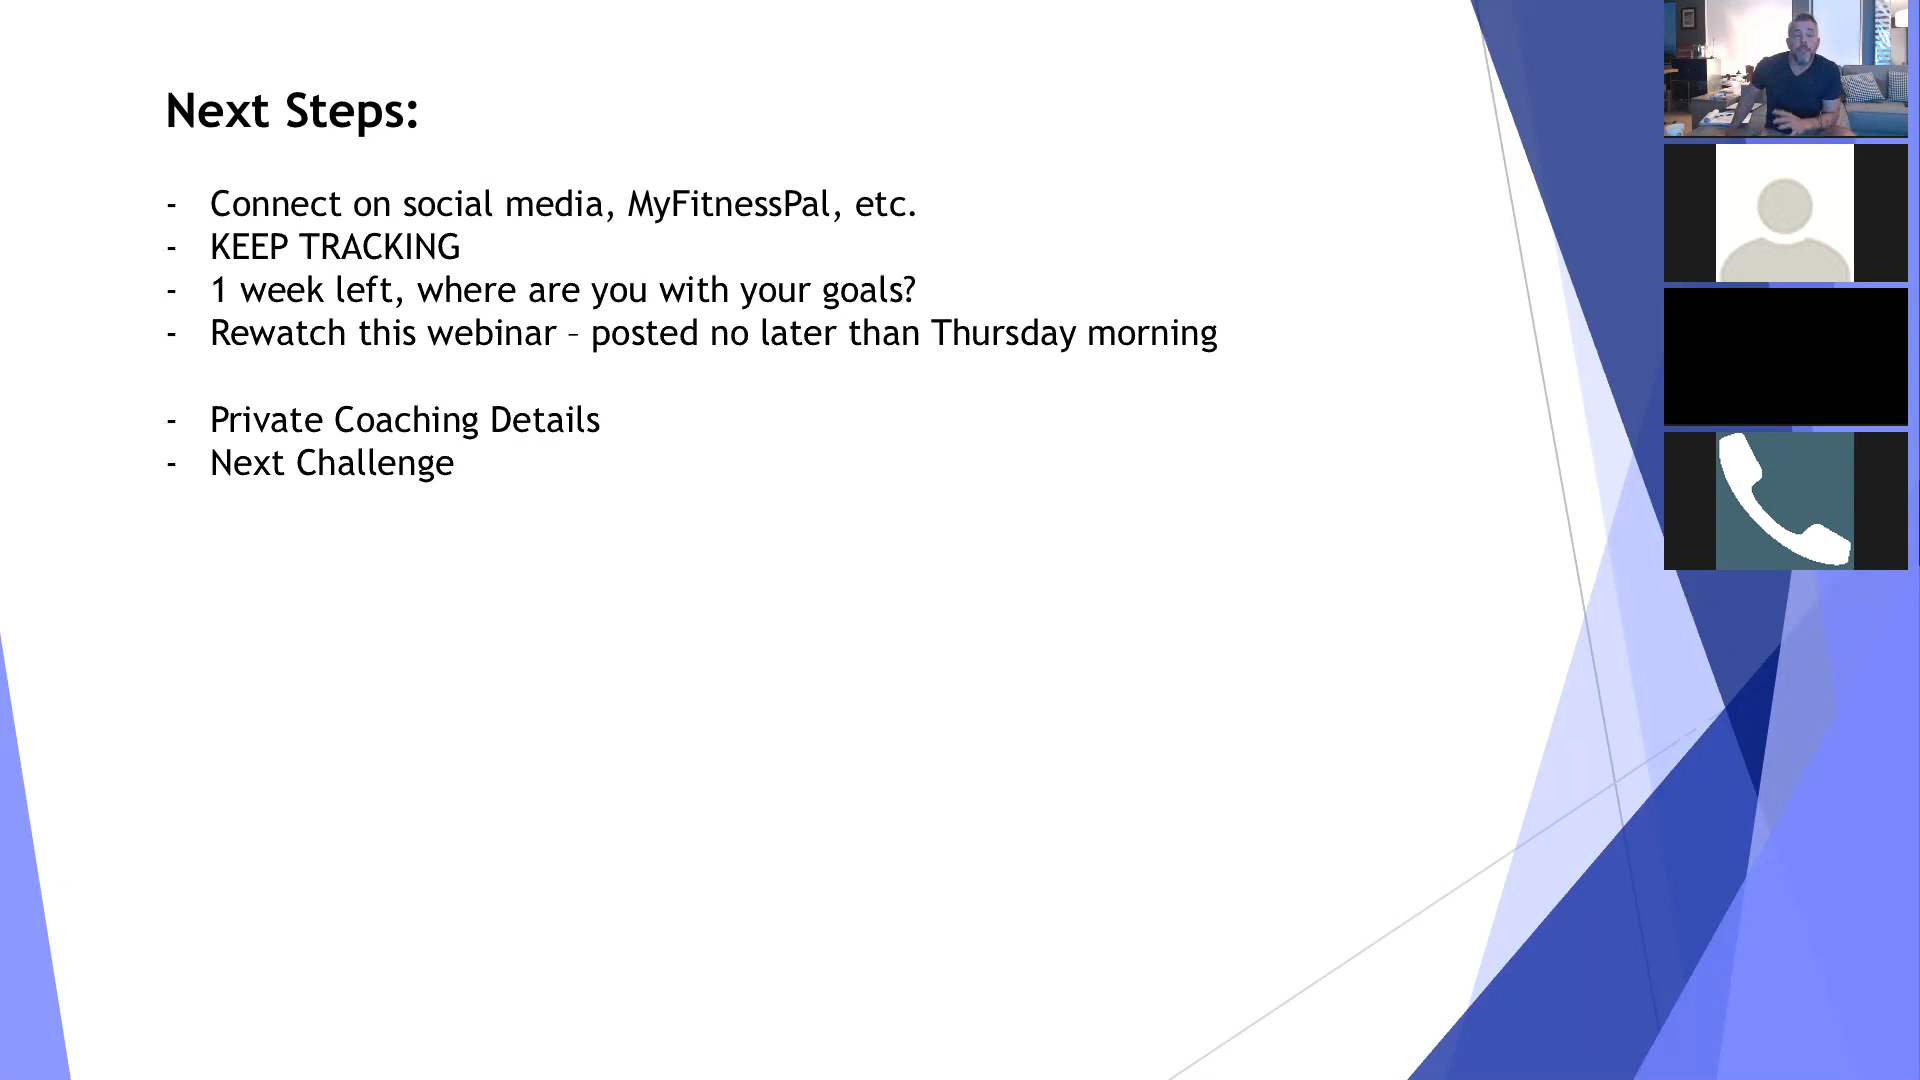 Next Steps:
- Connect on social media, MyFitnessPal, etc.
- KEEP TRACKING
- 1 week left, where are you with your goals?
- Rewatch this webinar – posted no later than Thursday morning
- Private Coaching Details
- Next Challenge